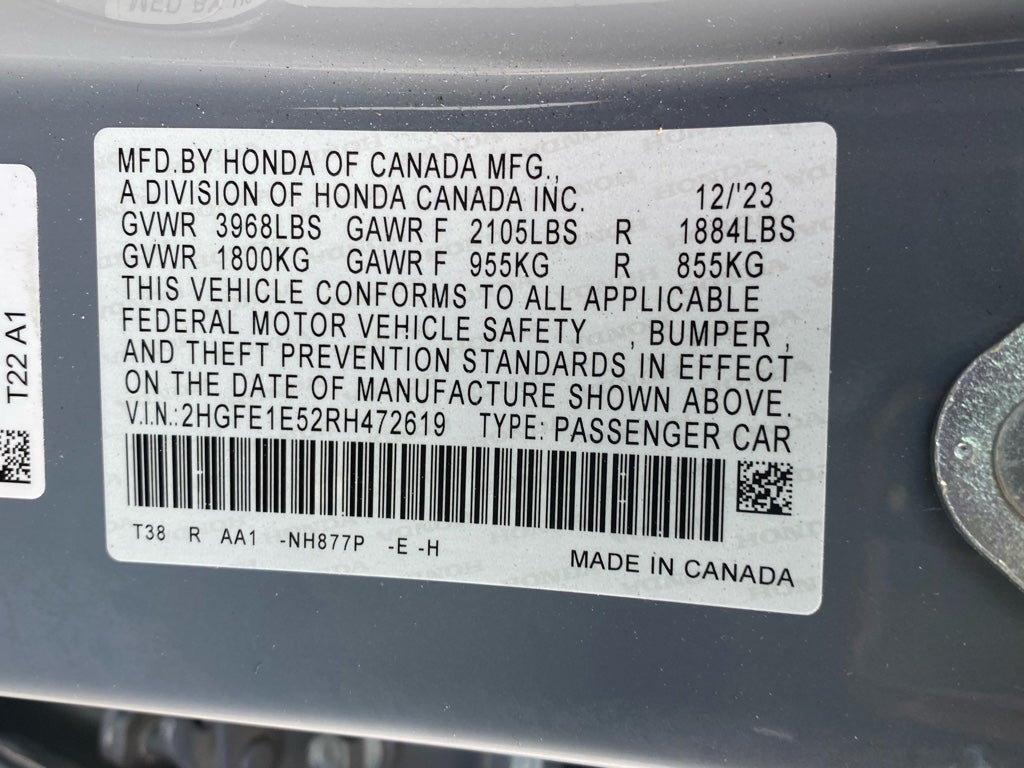 MFD.BY HONDA OF CANADA MFG.,
A DIVISION OF HONDA CANADA INC. 12/'23
GVWR 3968LBS GAWR F 2105LBS R 1884LBS
GVWR 1800KG GAWR F 955KG R 855KG
THIS VEHICLE CONFORMS TO ALL APPLICABLE
FEDERAL MOTOR VEHICLE SAFETY , BUMPER ,
AND THEFT PREVENTION STANDARDS IN EFFECT
ON THE DATE OF MANUFACTURE SHOWN ABOVE.
V.I.N.:2HGFE1E52RH472619 TYPE: PASSENGER CAR
T38 R AA1 -NH877P -E -H
MADE IN CANADA
T22 A1